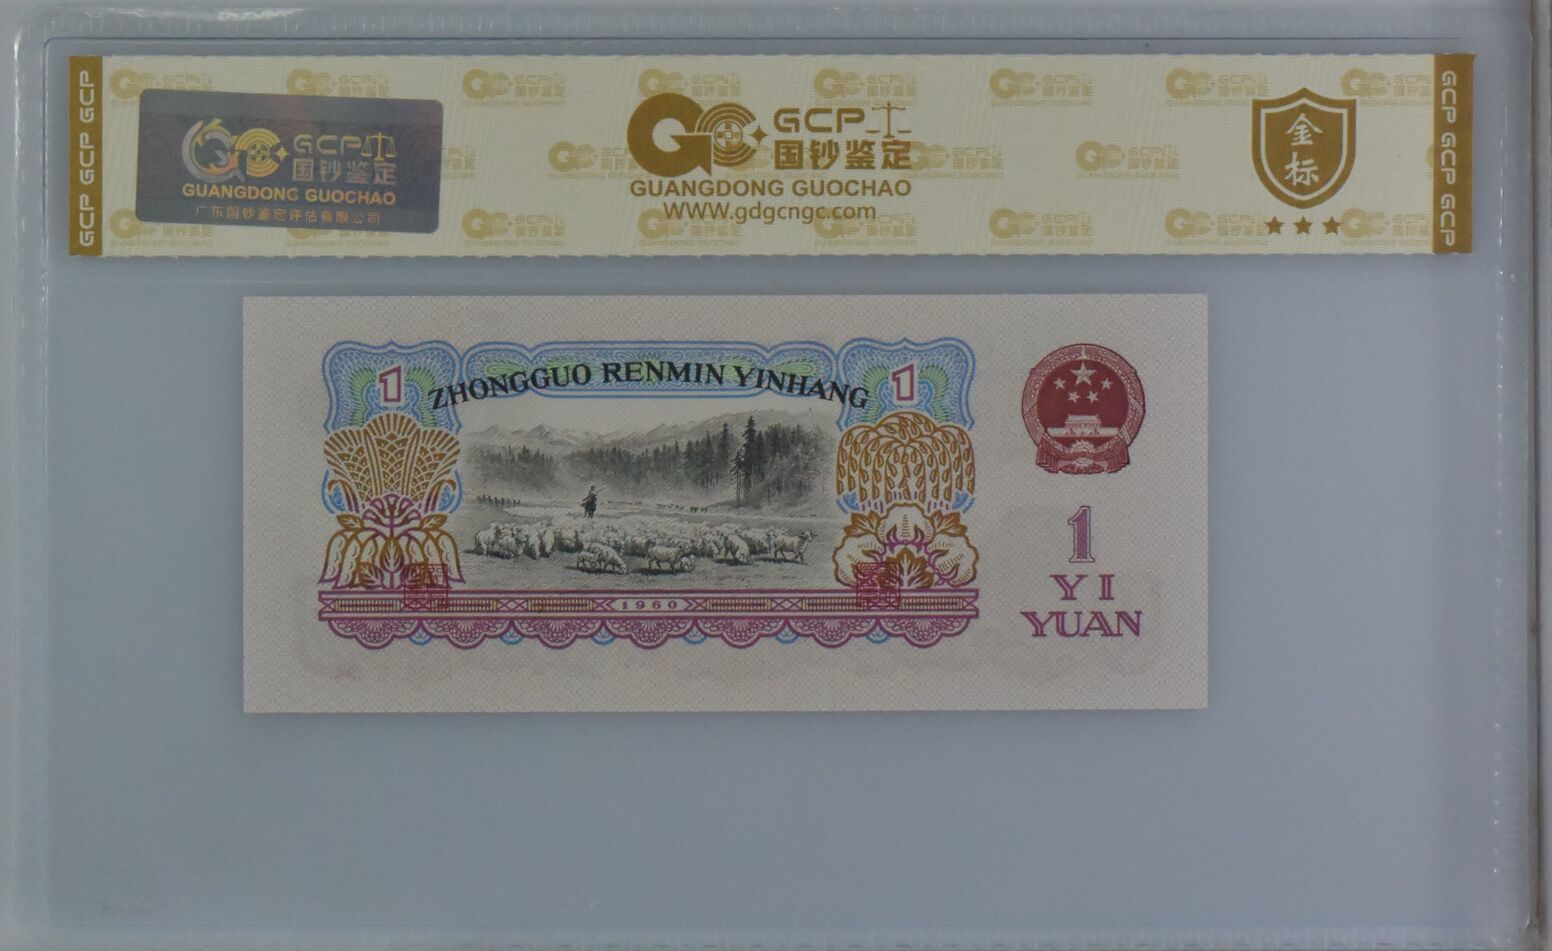 GCP GCP GCP
GCP
国钞鉴定
GUANGDONG GUOCHAO
广东国钞鉴定评估有限公司
GCP
国钞鉴定
GUANGDONG GUOCHAO
WWW.gdgcngc.com
金
标
GCP GCP GCP
1
ZHONGGUO RENMIN YINHANG
1
1960
1
YI
YUAN